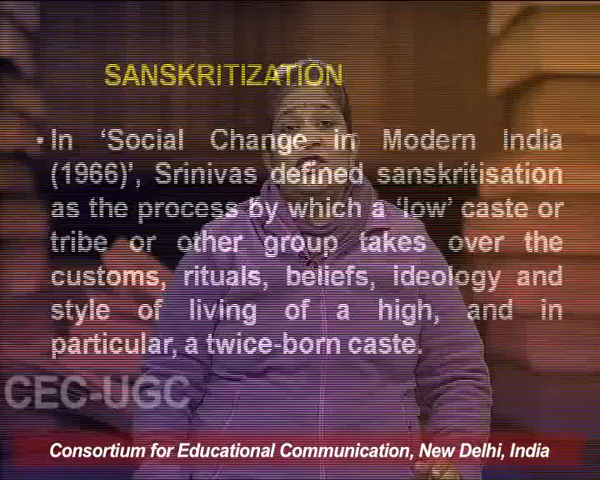 SANSKRITIZATION
• In ‘Social Change in Modern India
(1966)’, Srinivas defined sanskritisation
as the process by which a ‘low’ caste or
tribe or other group takes over the
customs, rituals, beliefs, ideology and
style of living of a high, and in
particular, a twice-born caste.
CEC-UGC
Consortium for Educational Communication, New Delhi, India